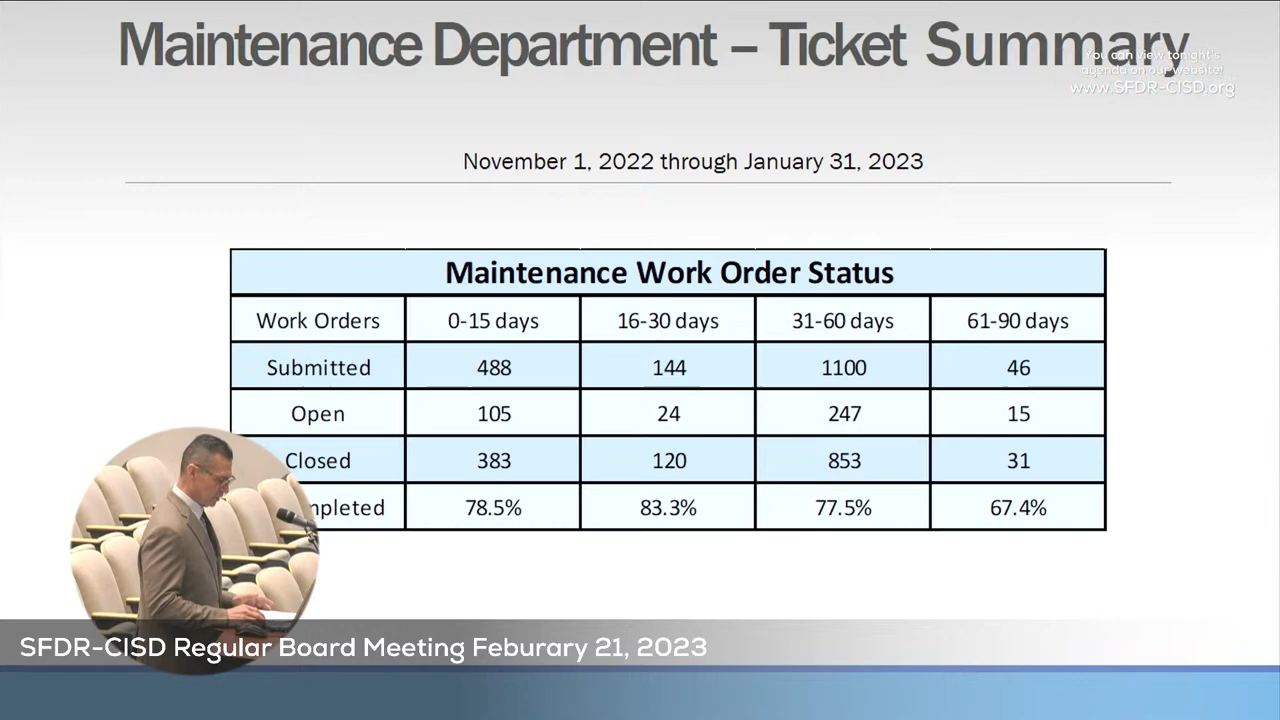 Maintenance Department – Ticket Summary
You can view tonight's
agenda on our website!
www.SFDR-CISD.org
November 1, 2022 through January 31, 2023
Maintenance Work Order Status
Work Orders 0-15 days 16-30 days 31-60 days 61-90 days
Submitted 488 144 1100 46
Open 105 24 247 15
Closed 383 120 853 31
mpleted 78.5% 83.3% 77.5% 67.4%
SFDR-CISD Regular Board Meeting Feburary 21, 2023